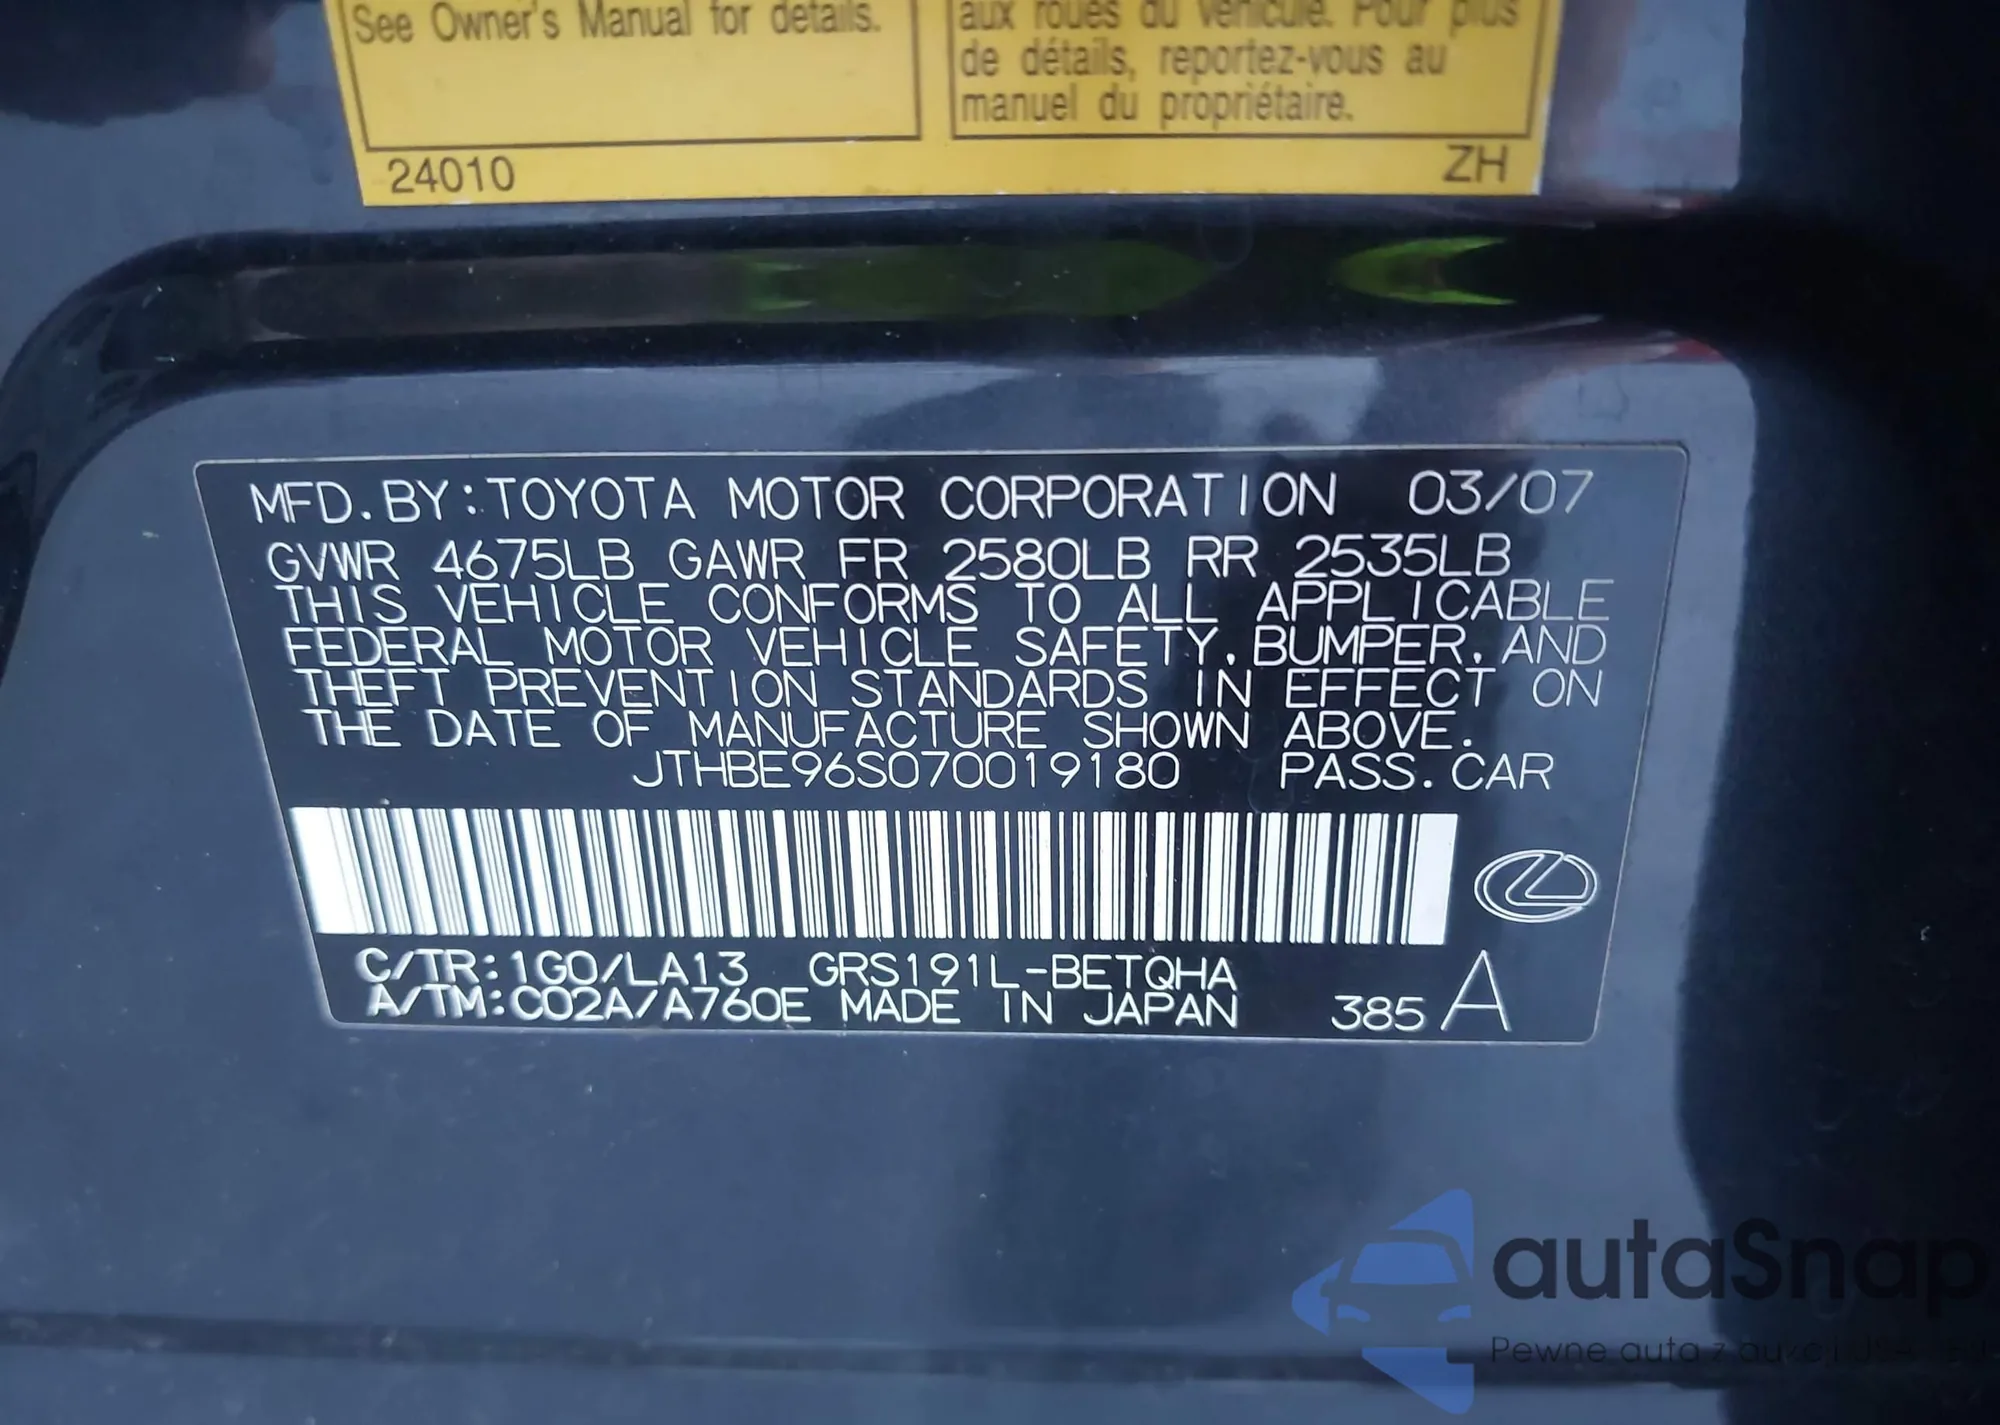 See Owner's Manual for details.
aux roues du véhicule. Pour plus
de détails, reportez-vous au
manuel du propriétaire.
24010
ZH
MFD. BY: TOYOTA MOTOR CORPORATION 03/07
GVWR 4675LB GAWR FR 2580LB RR 2535LB
THIS VEHICLE CONFORMS TO ALL APPLICABLE
FEDERAL MOTOR VEHICLE SAFETY, BUMPER, AND
THEFT PREVENTION STANDARDS IN EFFECT ON
THE DATE OF MANUFACTURE SHOWN ABOVE.
JTHBE96S070019180 PASS. CAR
C/TR: 1G0/LA13 GRS191L-BETQHA
A/TM: C02A/A760E MADE IN JAPAN 385 A
autaSnap
Pewne auta z aukcji